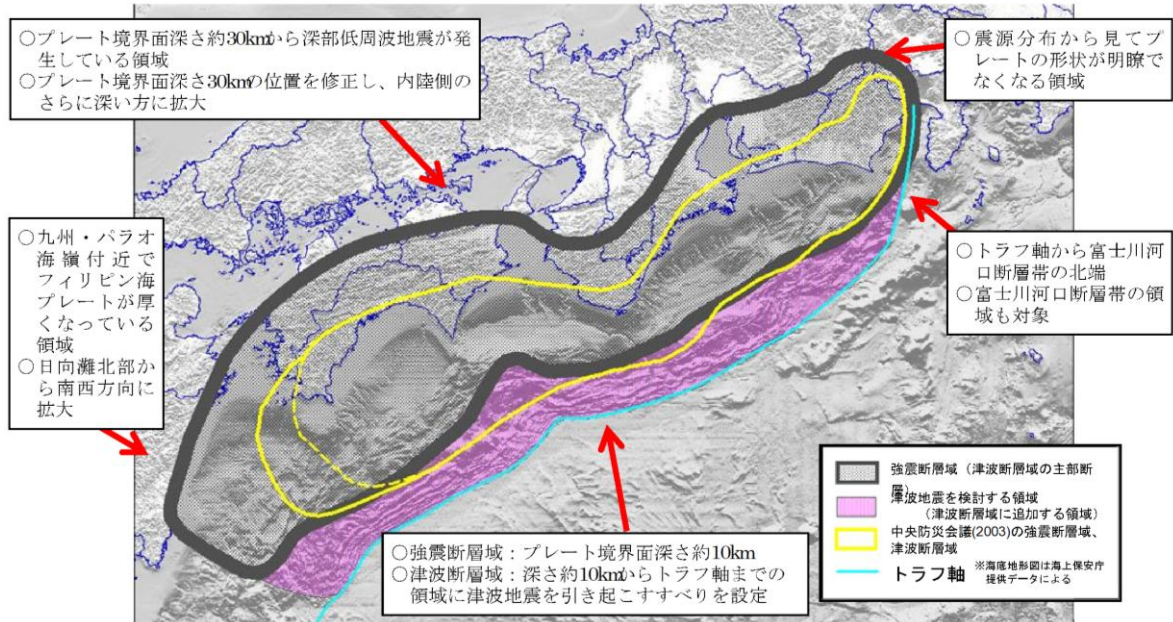 ○プレート境界面深さ約30kmから深部低周波地震が発
生している領域
○プレート境界面深さ30kmの位置を修正し、内陸側の
さらに深い方に拡大
○震源分布から見てプ
レートの形状が明瞭で
なくなる領域
○九州・パラオ
海嶺付近で
フィリピン海
プレートが厚
くなっている
領域
○日向灘北部か
ら南西方向に
拡大
○トラフ軸から富士川河
口断層帯の北端
○富士川河口断層帯の領
域も対象
○強震断層域：プレート境界面深さ約10km
○津波断層域：深さ約10kmからトラフ軸までの
領域に津波地震を引き起こすすべりを設定
強震断層域（津波断層域の主部断
層）
津波地震を検討する領域
（津波断層域に追加する領域）
中央防災会議(2003)の強震断層域、
津波断層域
トラフ軸 ※海底地形図は海上保安庁
提供データによる